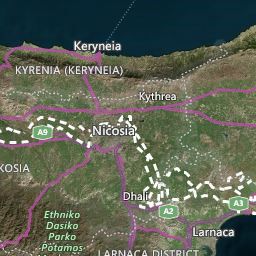 Keryneia
KYRENIA (KERYNEIA)
Kythrea
A9
Nicosia
KOSIA
Dhali
A3
A2
Ethniko
Dasiko
Parko
Potamos
Larnaca
LARNACA DISTRICT